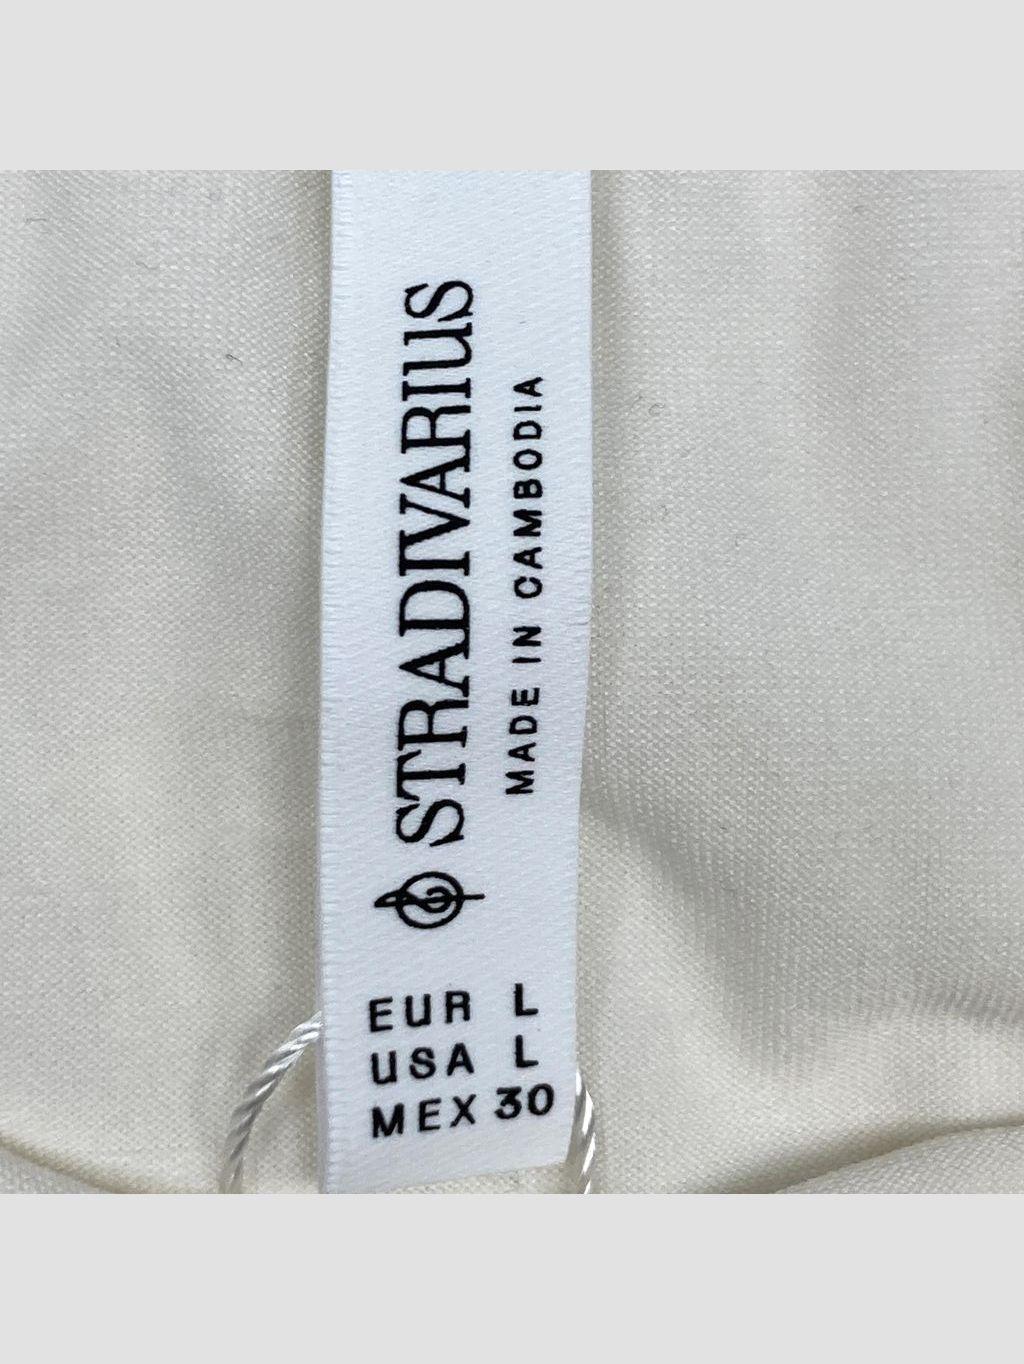 STRADIVARIUS
MADE IN CAMBODIA
EUR L
USA L
MEX 30